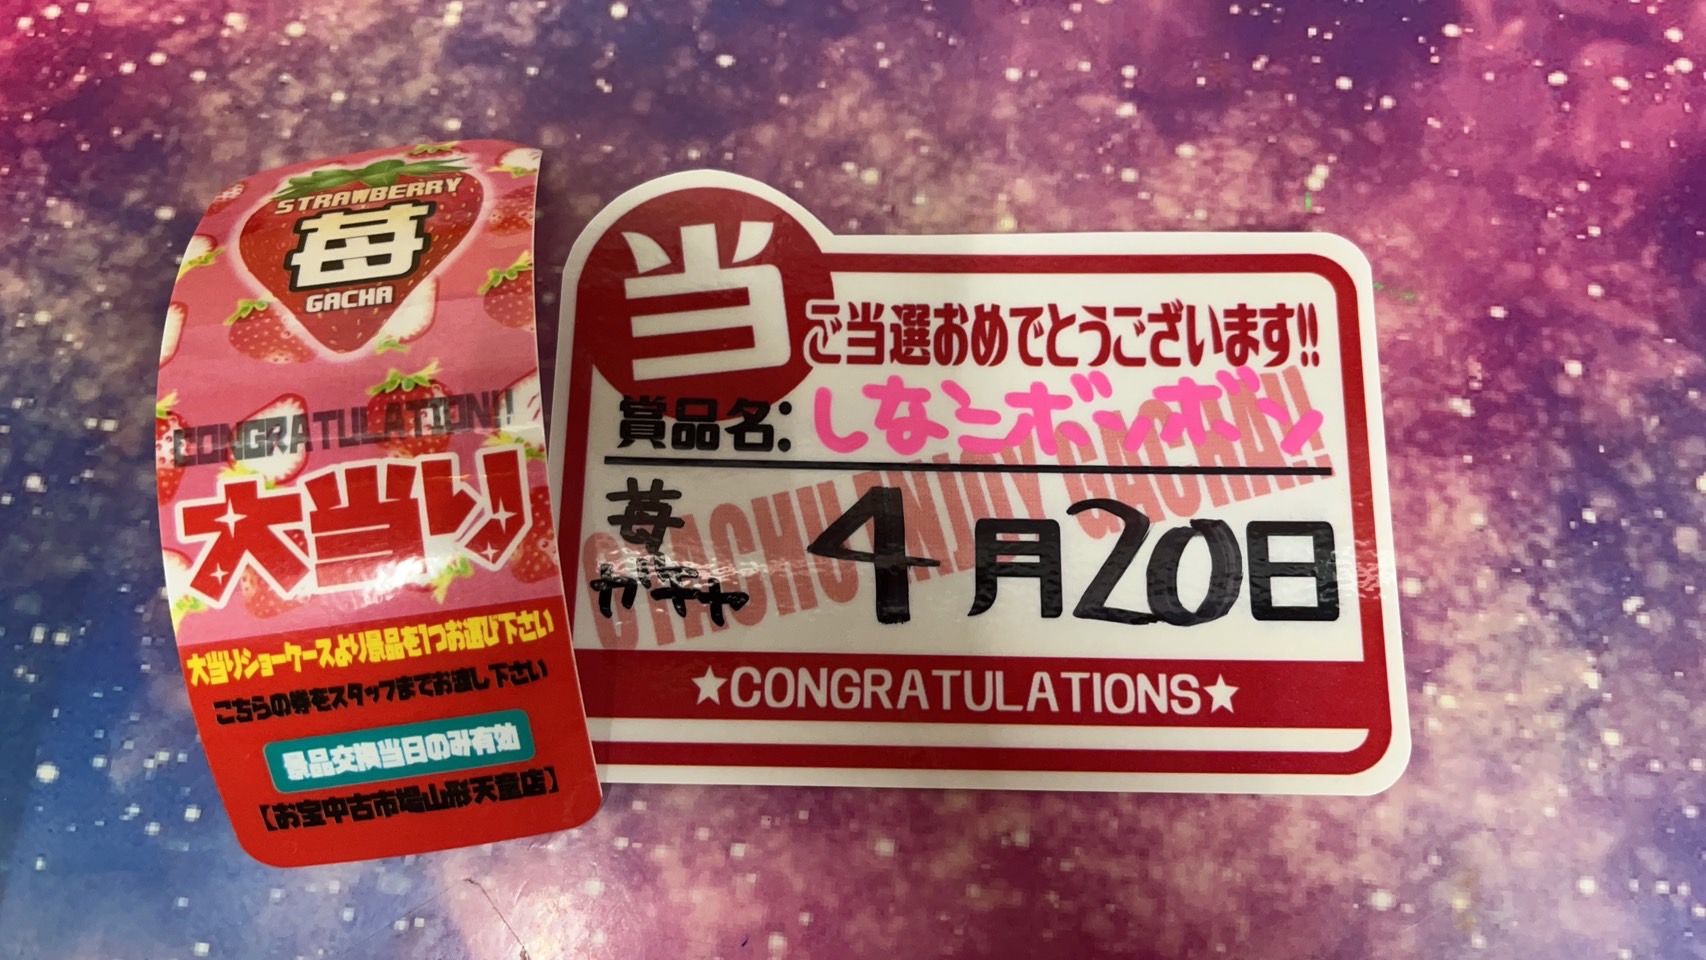 STRAWBERRY
苺
GACHA
CONGRATULATION!!
大当り
大当りショーケースより景品を1つお選び下さい
こちらの券をスタッフまでお渡し下さい
景品交換当日のみ有効
【お宝中古市場山形天童店】
当
ご当選おめでとうございます!!
賞品名:しなこボンボン
OTACHU ENJOY GACHA!!
苺
ガチャ
4月20日
★CONGRATULATIONS★